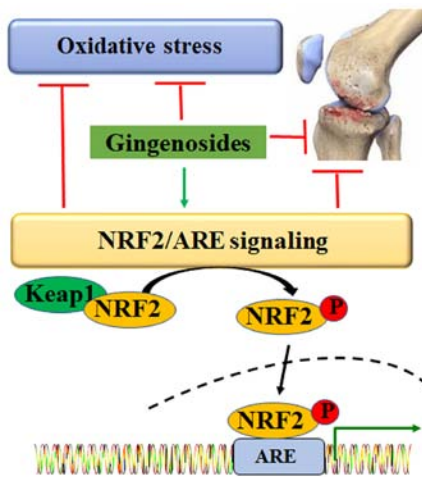 Oxidative stress
Gingenosides
NRF2/ARE signaling
Keap1
NRF2
NRF2
P
NRF2
P
ARE